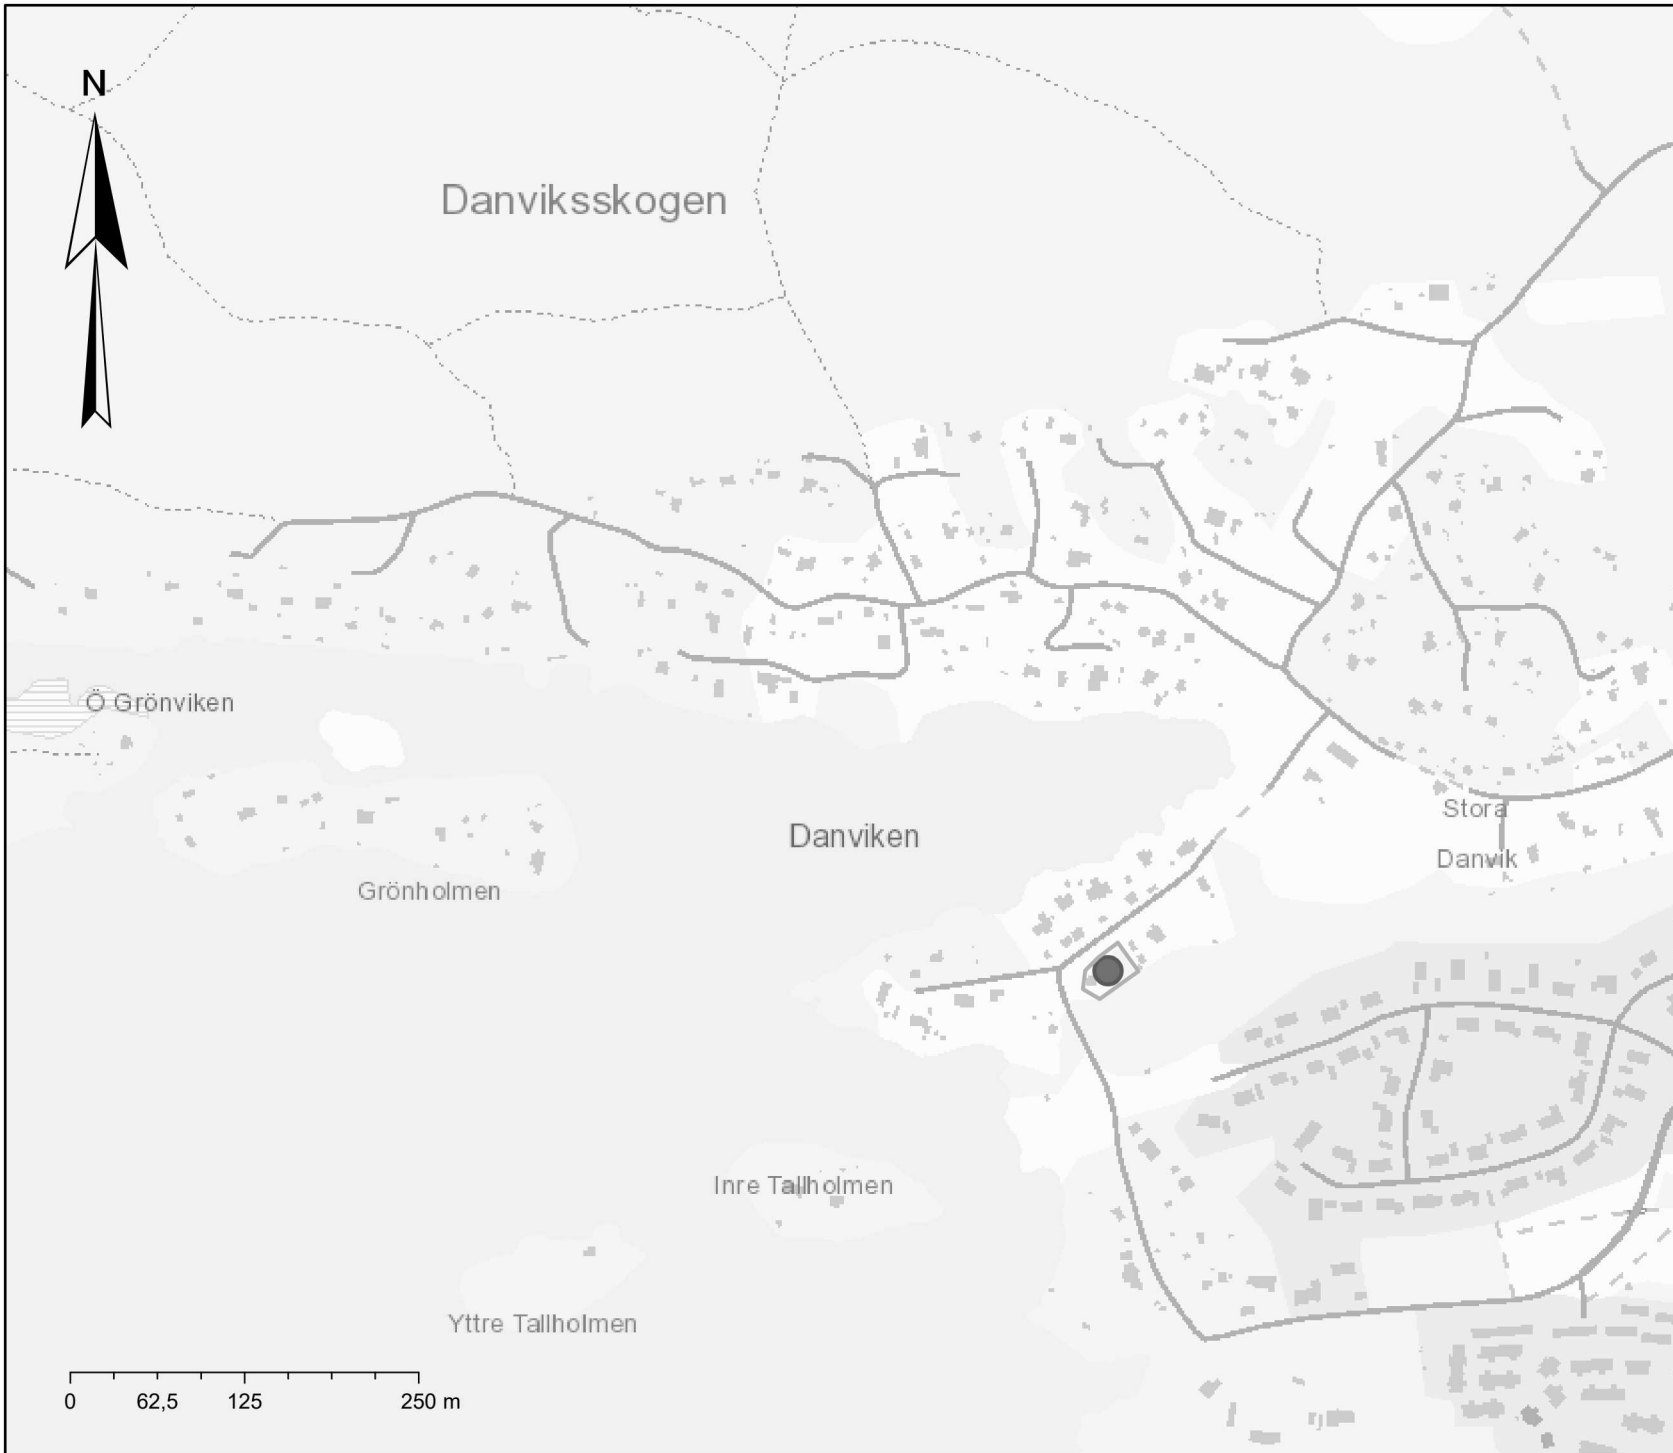 N
Danviksskogen
Ö Grönviken
Danviken
Stora
Danvik
Grönholmen
Inre Tallholmen
Yttre Tallholmen
0 62,5 125 250 m